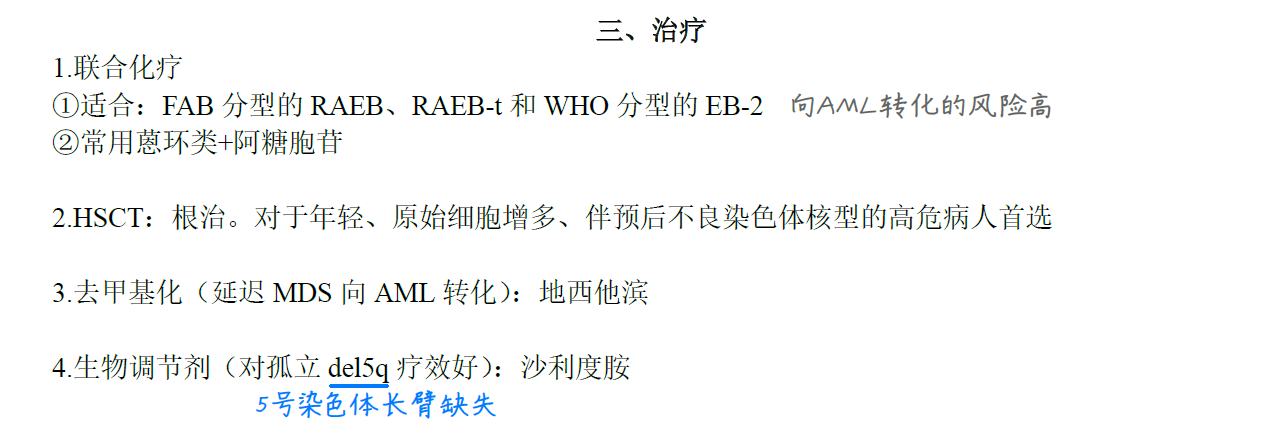 三、治疗
1.联合化疗
①适合：FAB 分型的 RAEB、RAEB-t 和 WHO 分型的 EB-2 向AML转化的风险高
②常用蒽环类+阿糖胞苷
2.HSCT：根治。对于年轻、原始细胞增多、伴预后不良染色体核型的高危病人首选
3.去甲基化（延迟 MDS 向 AML 转化）：地西他滨
4.生物调节剂（对孤立 del5q 疗效好）：沙利度胺
5号染色体长臂缺失